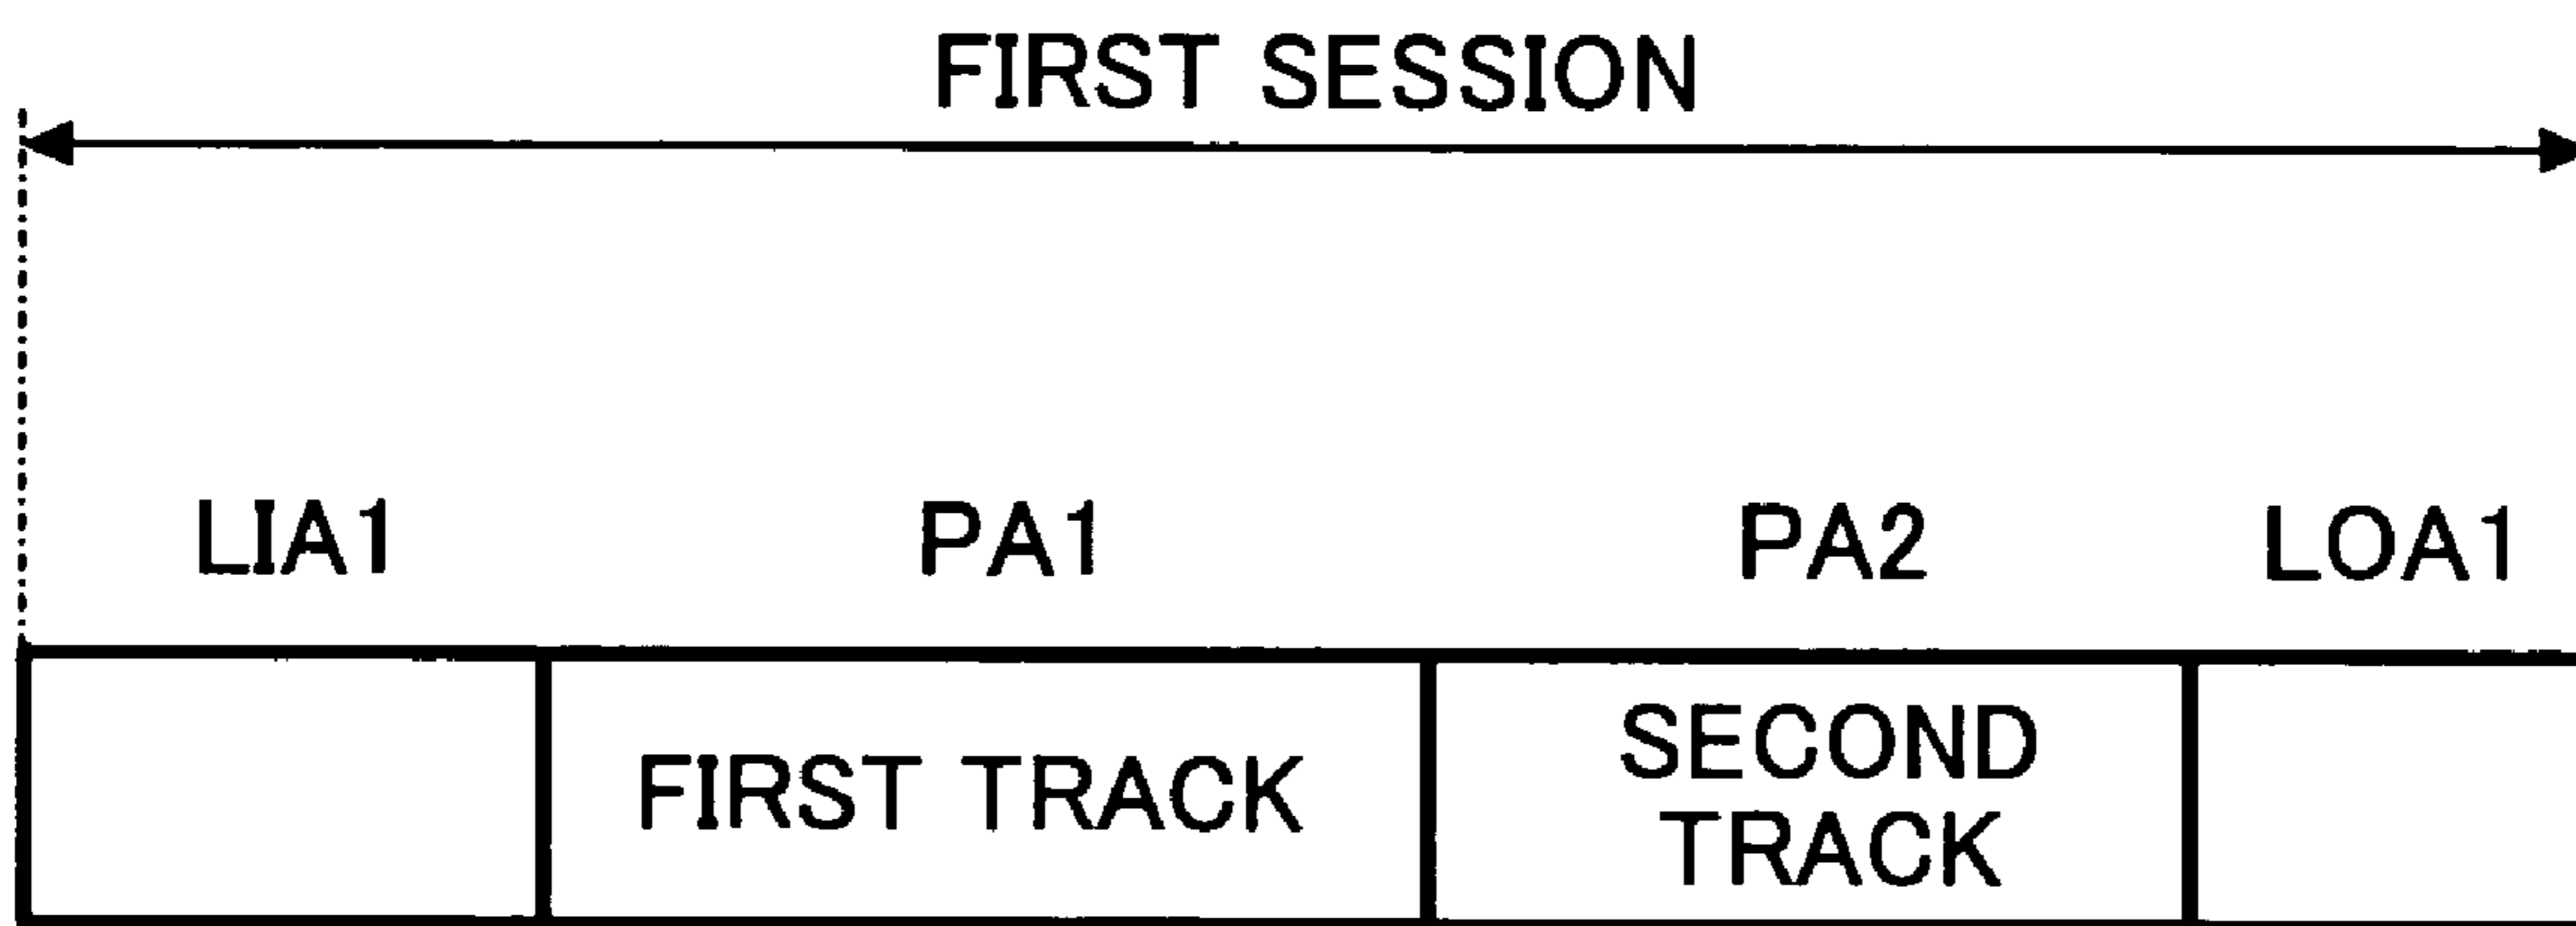 FIRST SESSION
LIA1 PA1 PA2 LOA1
FIRST TRACK
SECOND
TRACK